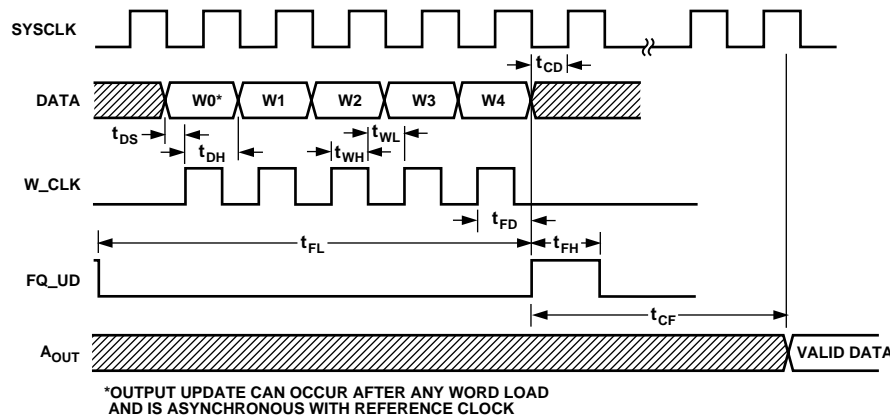 SYSCLK
tCD
DATA
W0* W1 W2 W3 W4
tDS
tDH
tWH
tWL
W_CLK
tFD
tFL
tFH
FQ_UD
tCF
AOUT
VALID DATA
*OUTPUT UPDATE CAN OCCUR AFTER ANY WORD LOAD
AND IS ASYNCHRONOUS WITH REFERENCE CLOCK